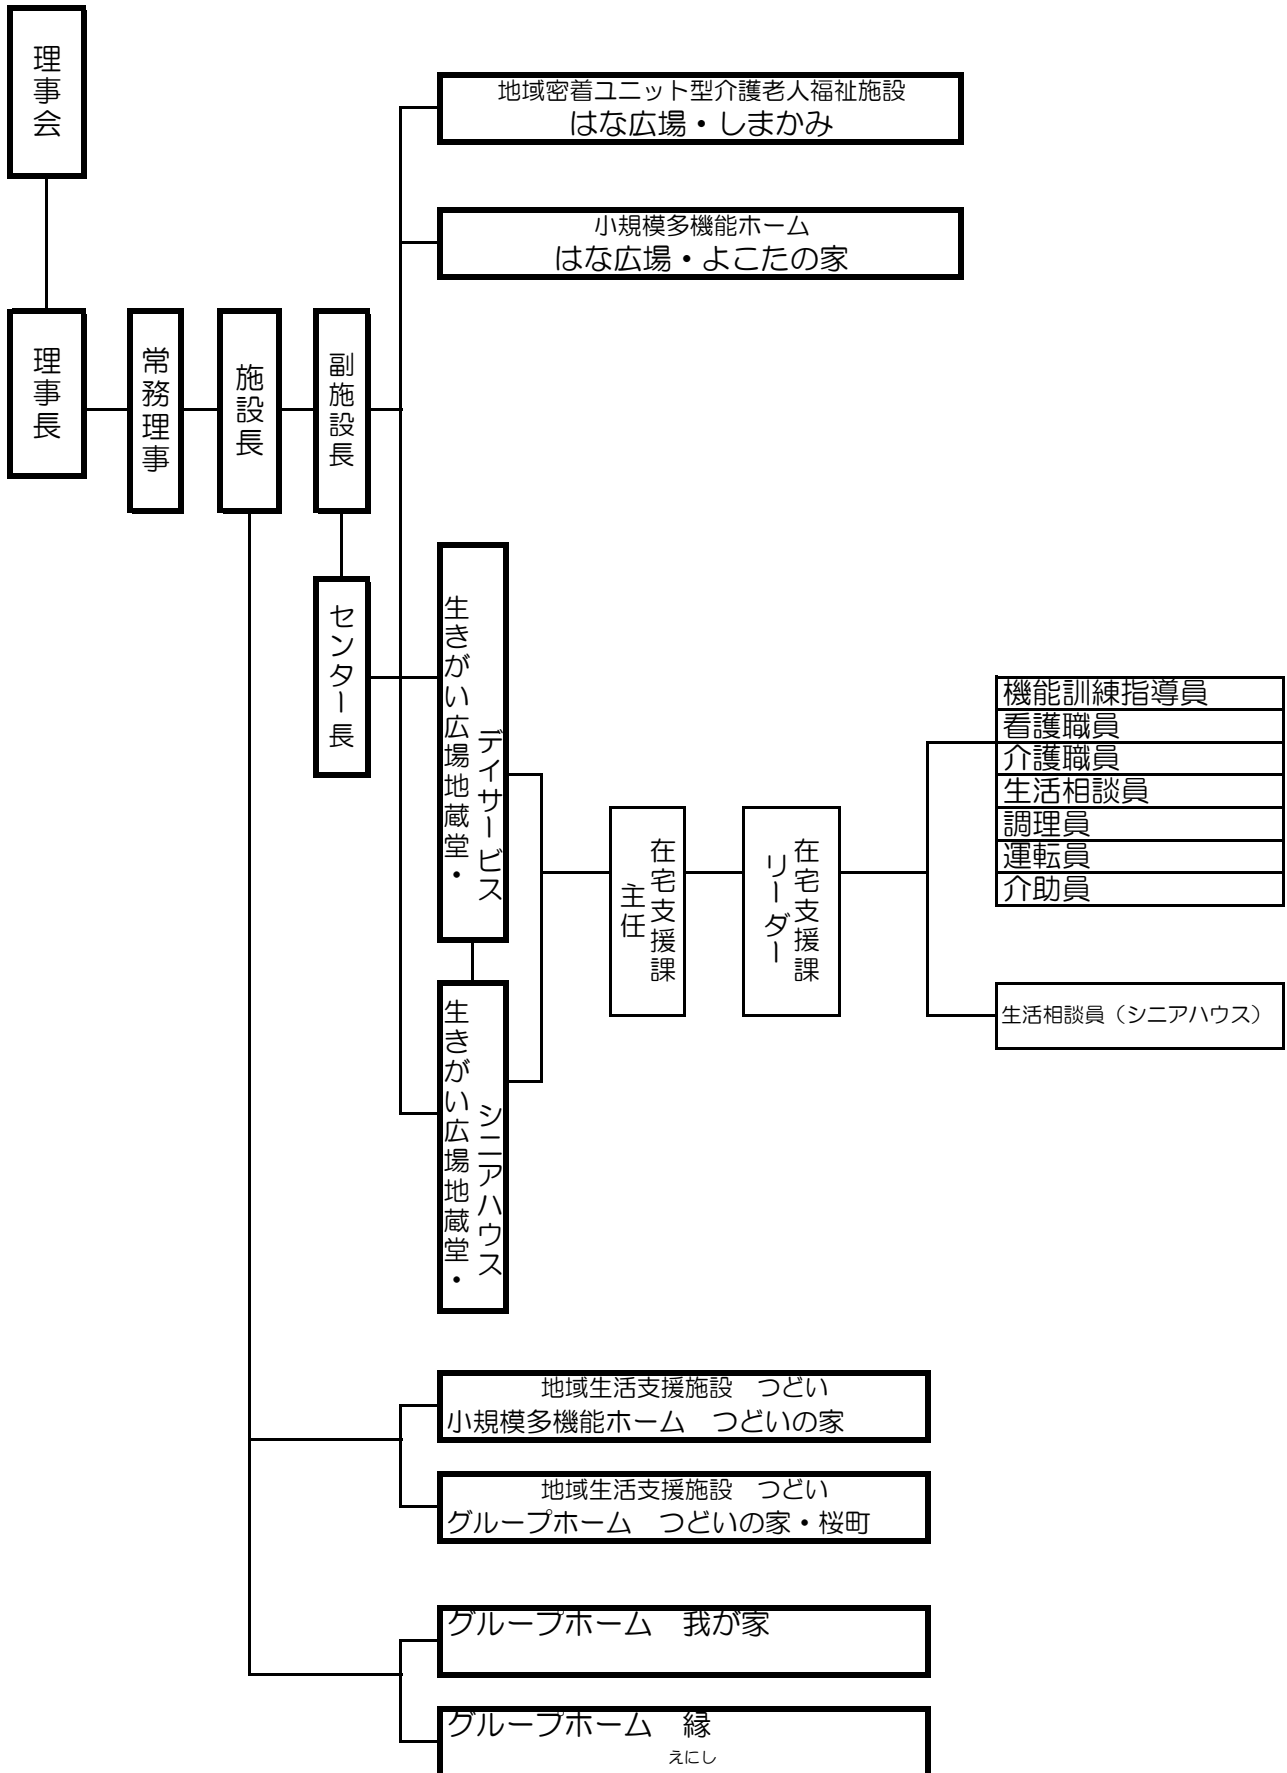 理事会
地域密着ユニット型介護老人福祉施設
はな広場・しまかみ
小規模多機能ホーム
はな広場・よこたの家
理事長
常務理事
施設長
副施設長
センター長
生きがい広場地蔵堂・
デイサービス
生きがい広場地蔵堂・
シニアハウス
在宅支援課
主任
在宅支援課
リーダー
機能訓練指導員
看護職員
介護職員
生活相談員
調理員
運転員
介助員
生活相談員（シニアハウス）
地域生活支援施設　つどい
小規模多機能ホーム　つどいの家
地域生活支援施設　つどい
グループホーム　つどいの家・桜町
グループホーム　我が家
グループホーム　縁
えにし